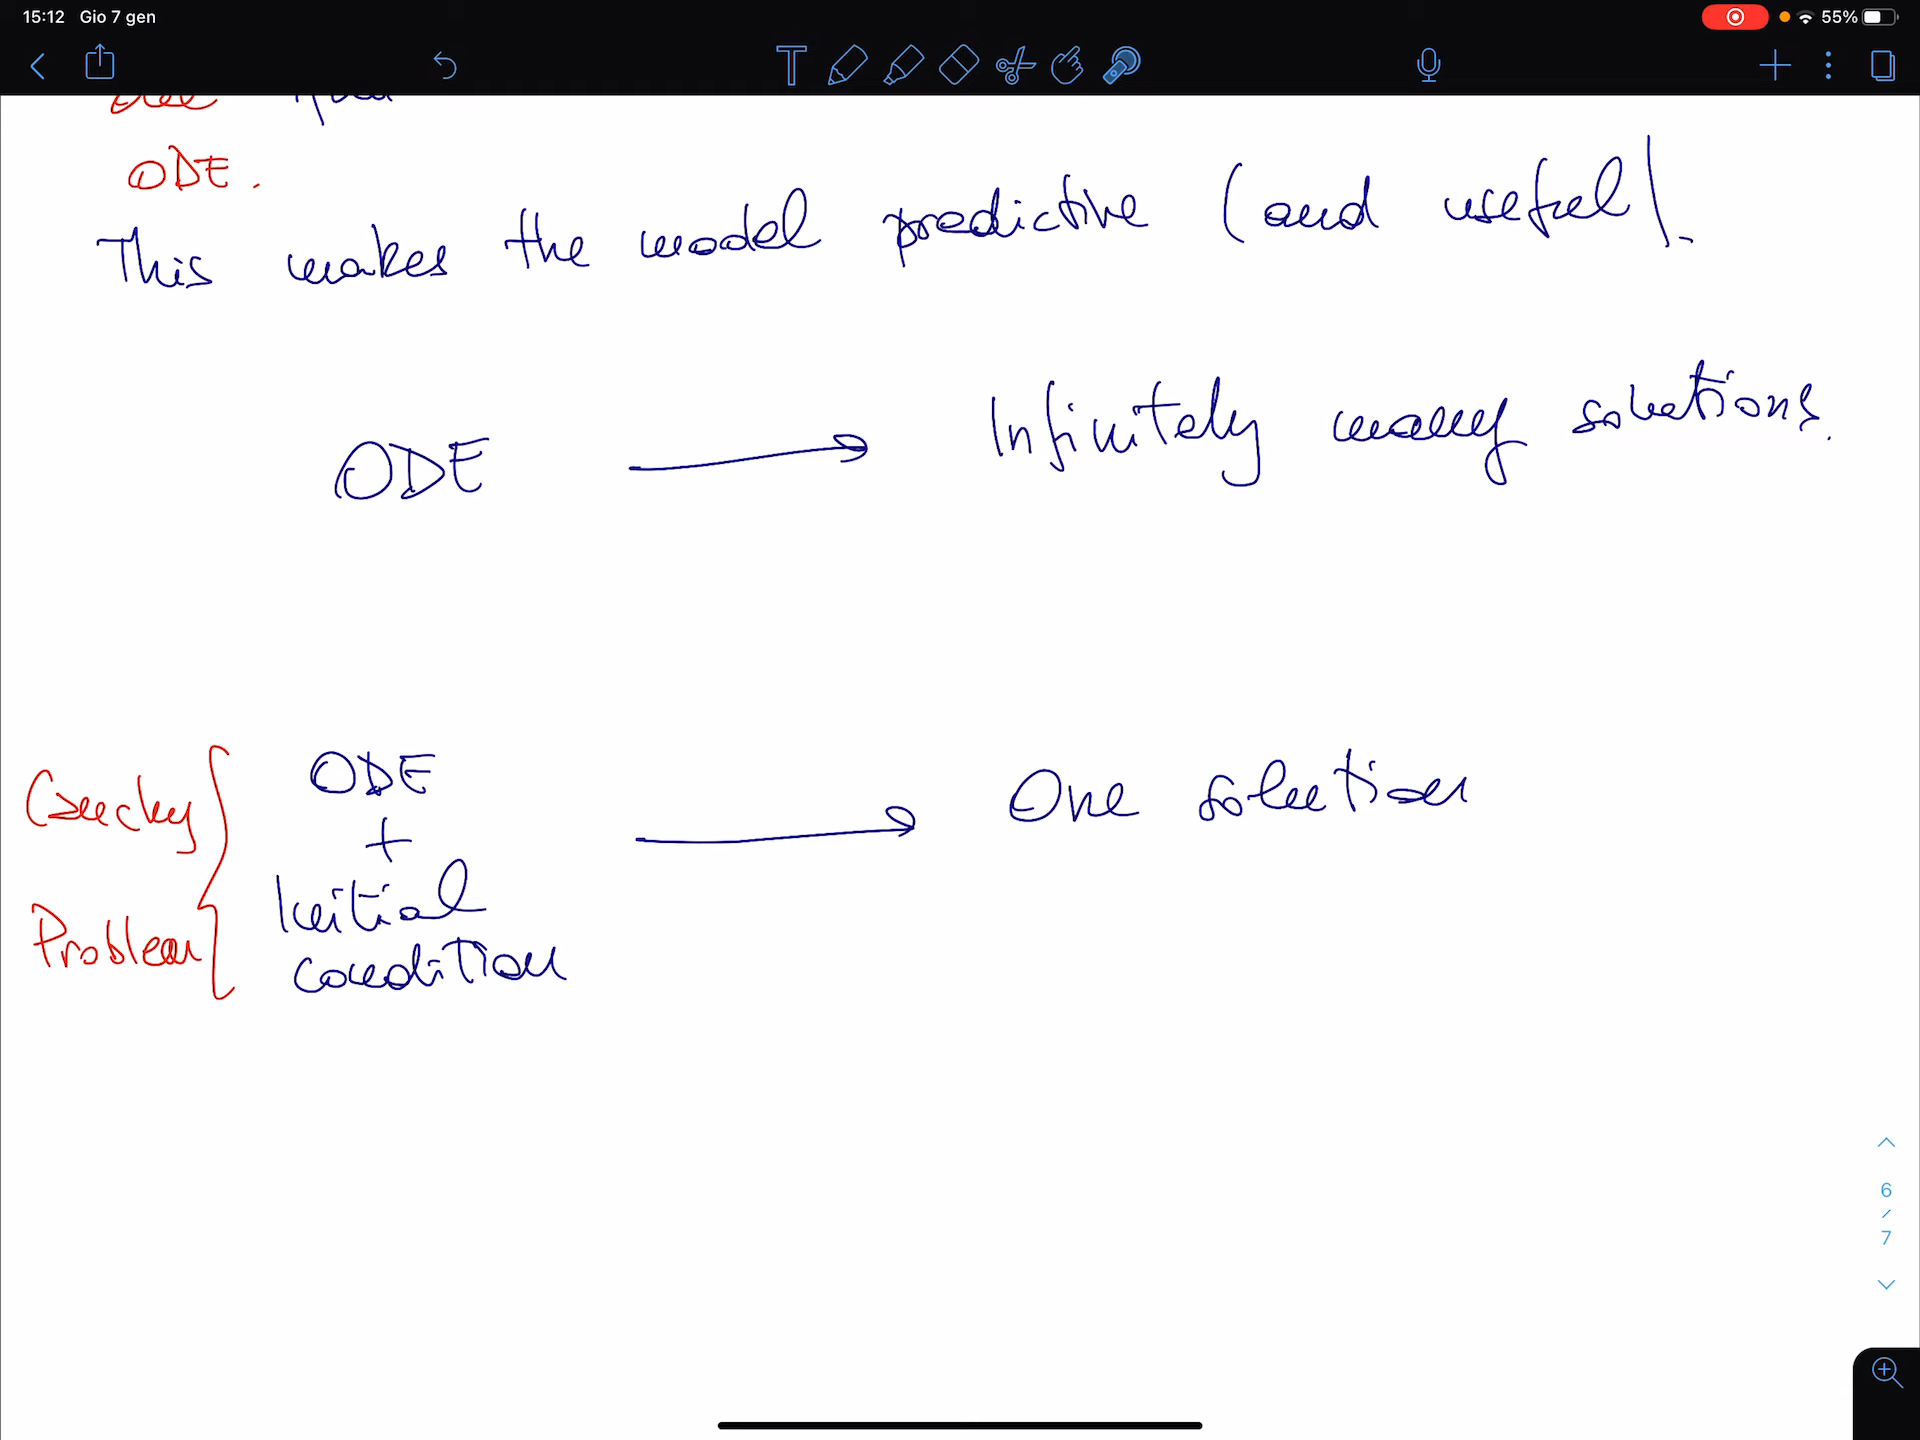 15:12 Gio 7 gen
55%
ODE.
This makes the model predictive (and useful).
ODE → Infinitely many solutions.
Cauchy Problem
ODE
+
Initial
condition
→ One solution
6
/
7